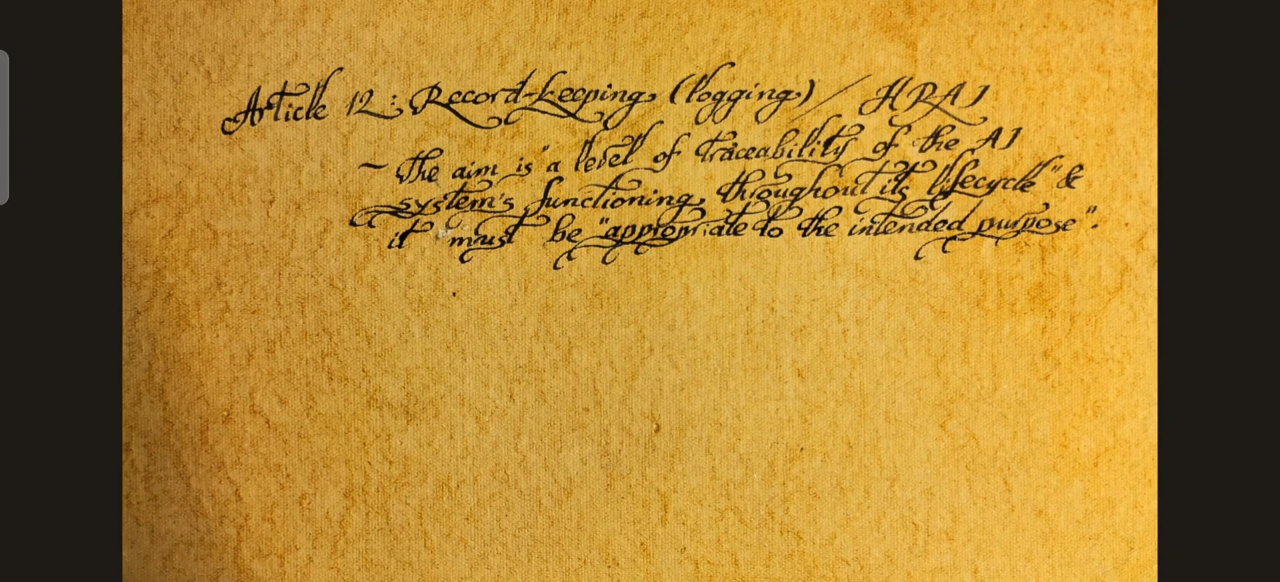 Article 12: Record-keeping (logging) / HRAI
- The aim is "a level of traceability of the AI
system's functioning throughout its lifecycle" &
it must be "appropriate to the intended purpose".